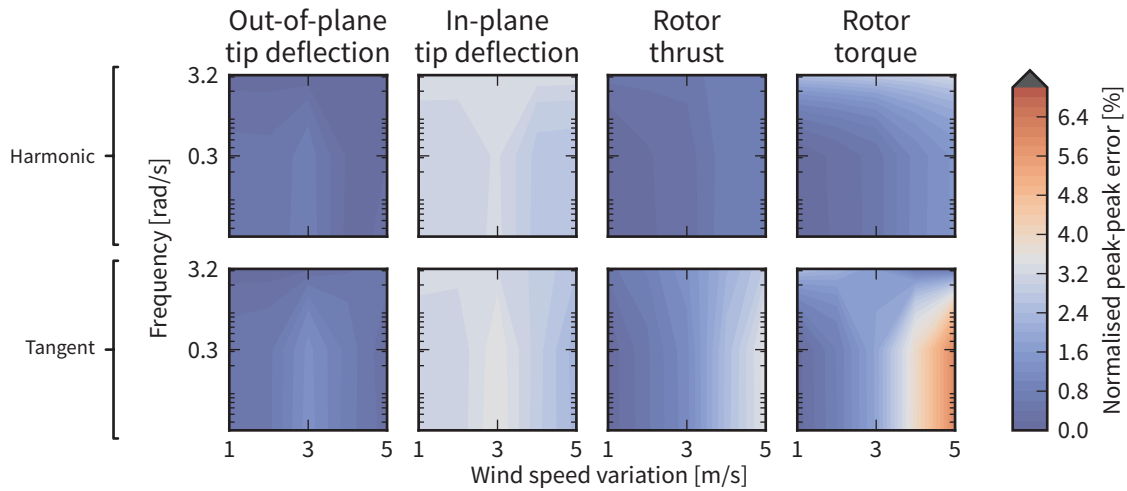 Out-of-plane
tip deflection
In-plane
tip deflection
Rotor
thrust
Rotor
torque
Harmonic
3.2
0.3
Tangent
3.2
0.3
Frequency [rad/s]
1 3 5
1 3 5
1 3 5
1 3 5
Wind speed variation [m/s]
6.4
5.6
4.8
4.0
3.2
2.4
1.6
0.8
0.0
Normalised peak-peak error [%]